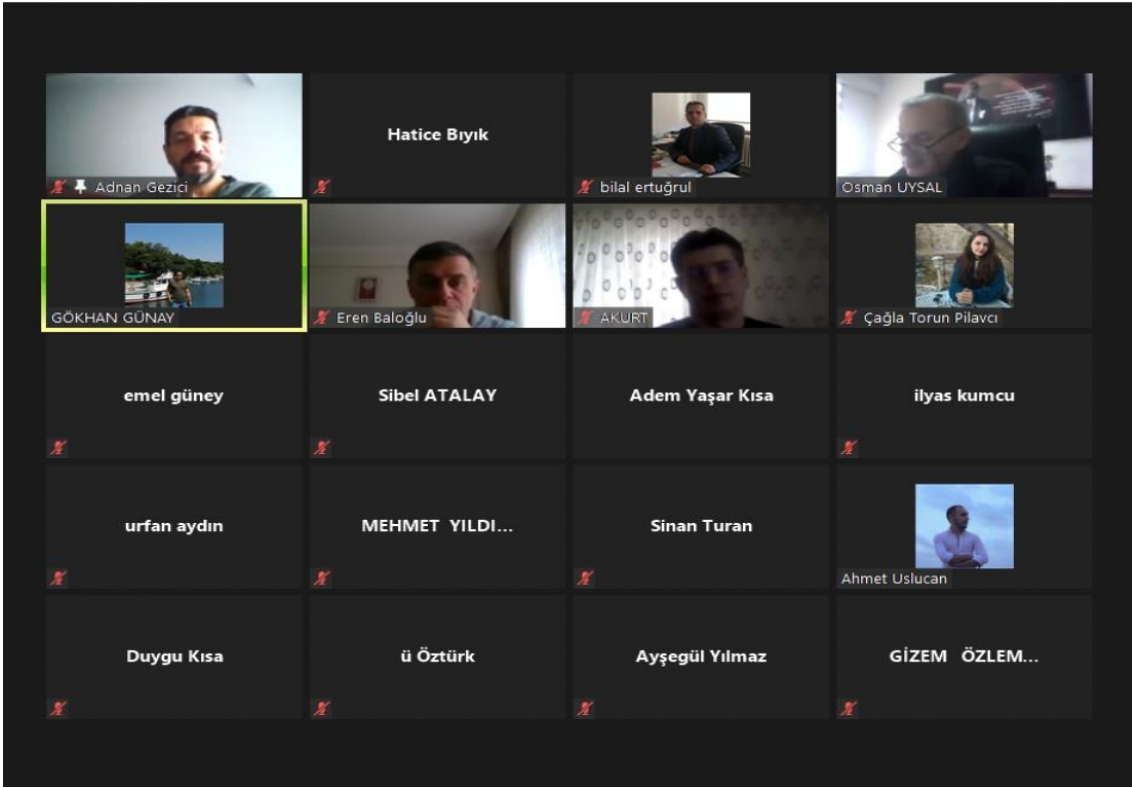 Adnan Gezici
Hatice Bıyık
bilal ertuğrul
Osman UYSAL
GÖKHAN GÜNAY
Eren Baloğlu
AKURT
Çağla Torun Pilavcı
emel güney
Sibel ATALAY
Adem Yaşar Kısa
ilyas kumcu
urfan aydın
MEHMET YILDI...
Sinan Turan
Ahmet Uslucan
Duygu Kısa
ü Öztürk
Ayşegül Yılmaz
GİZEM ÖZLEM...